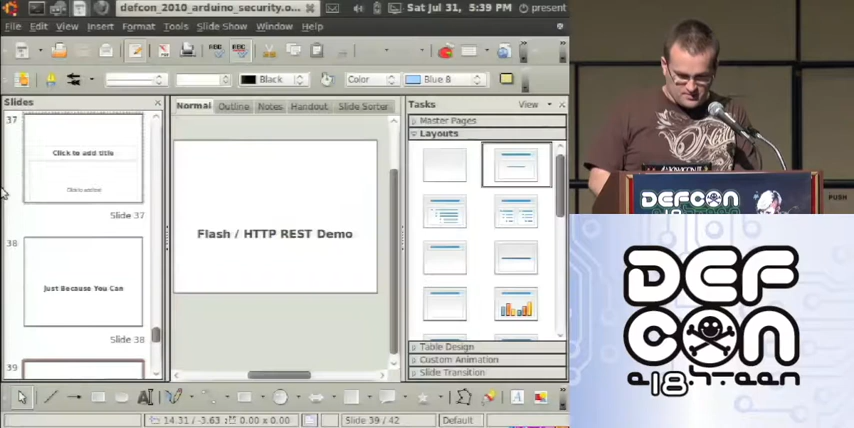 defcon_2010_arduino_security.o...
Sat Jul 31, 5:39 PM
present
File Edit View Insert Format Tools Slide Show Window Help
Black
Color
Blue 8
Slides
Normal Outline Notes Handout Slide Sorter
Tasks
View
Master Pages
Layouts
37
Click to add title
Slide 37
38
Just Because You Can
Slide 38
39
Flash / HTTP REST Demo
Table Design
Custom Animation
Slide Transition
14.31 / -3.63
0.00 x 0.00
Slide 39 / 42
Default
PUSH
HOWCON
DEFCON
DEF
CON
e18hteen